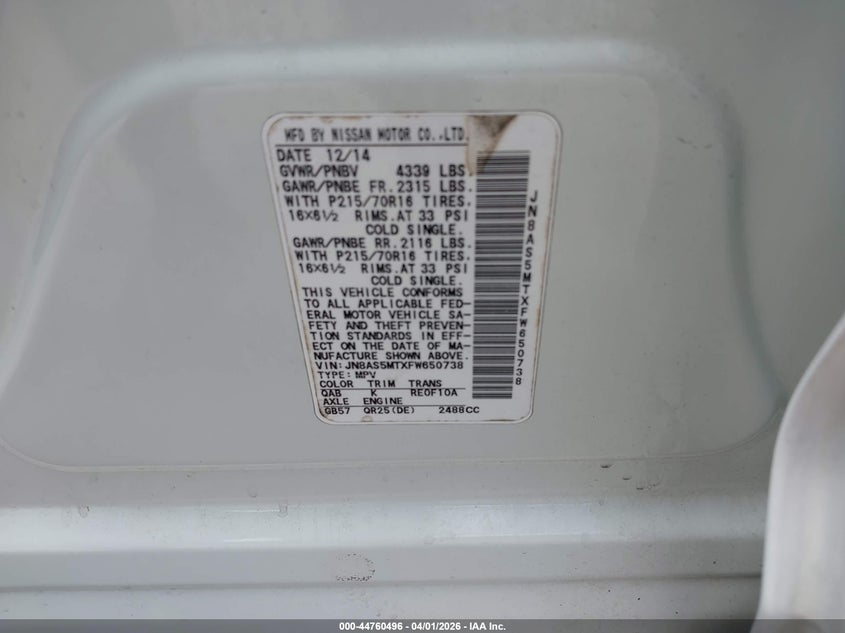 MFD BY NISSAN MOTOR CO.,LTD.
DATE 12/14
GVWR/PNBV 4339 LBS.
GAWR/PNBE FR. 2315 LBS.
WITH P215/70R16 TIRES.
16X6½ RIMS. AT 33 PSI
COLD SINGLE.
GAWR/PNBE RR. 2116 LBS.
WITH P215/70R16 TIRES.
16X6½ RIMS. AT 33 PSI
COLD SINGLE.
THIS VEHICLE CONFORMS
TO ALL APPLICABLE FED-
ERAL MOTOR VEHICLE SA-
FETY AND THEFT PREVEN-
TION STANDARDS IN EFF-
ECT ON THE DATE OF MA-
NUFACTURE SHOWN ABOVE.
VIN:JN8AS5MTXFW650738
TYPE: MPV
COLOR TRIM TRANS
QAB K RE0F10A
AXLE ENGINE
GB57 QR25(DE) 2488CC
JN8AS5MTXFW650738
000-44760496 - 04/01/2026 - IAA Inc.